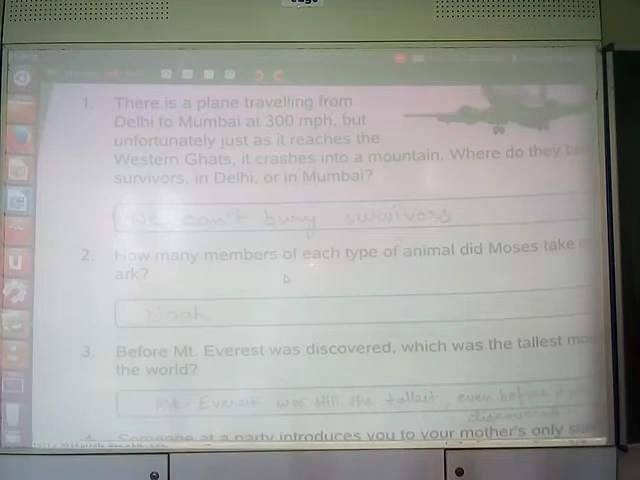 1. There is a plane travelling from
Delhi to Mumbai at 300 mph, but
unfortunately just as it reaches the
Western Ghats, it crashes into a mountain. Where do they
survivors, in Delhi, or in Mumbai?
We can't bury survivors
2. How many members of each type of animal did Moses take
ark?
Noah
3. Before Mt. Everest was discovered, which was the tallest
the world?
Mt. Everest was still the tallest, even before
discovered
4. Someone at a party introduces you to your mother's only